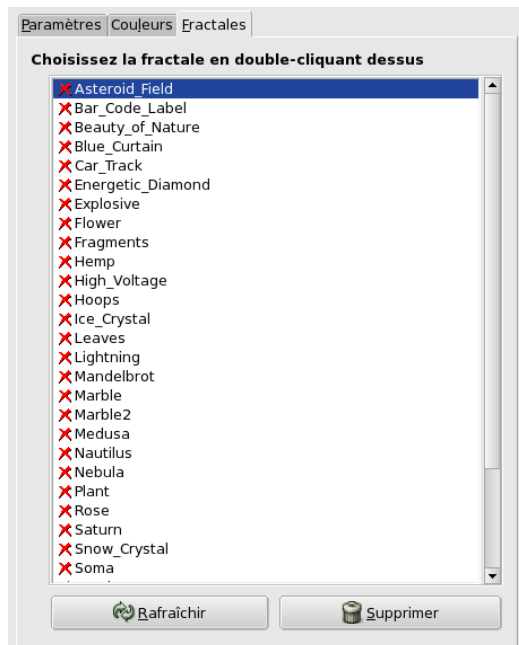 Paramètres Couleurs Fractales
Choisissez la fractale en double-cliquant dessus
Asteroid_Field
Bar_Code_Label
Beauty_of_Nature
Blue_Curtain
Car_Track
Energetic_Diamond
Explosive
Flower
Fragments
Hemp
High_Voltage
Hoops
Ice_Crystal
Leaves
Lightning
Mandelbrot
Marble
Marble2
Medusa
Nautilus
Nebula
Plant
Rose
Saturn
Snow_Crystal
Soma
Rafraîchir Supprimer